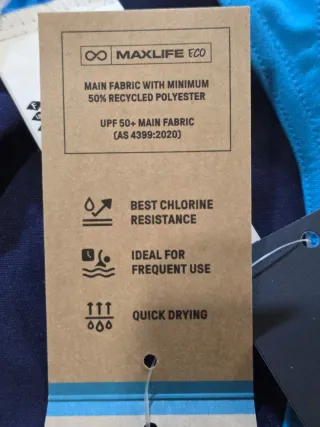 MAXLIFE ECO
MAIN FABRIC WITH MINIMUM
50% RECYCLED POLYESTER
UPF 50+ MAIN FABRIC
(AS 4399:2020)
BEST CHLORINE
RESISTANCE
IDEAL FOR
FREQUENT USE
QUICK DRYING